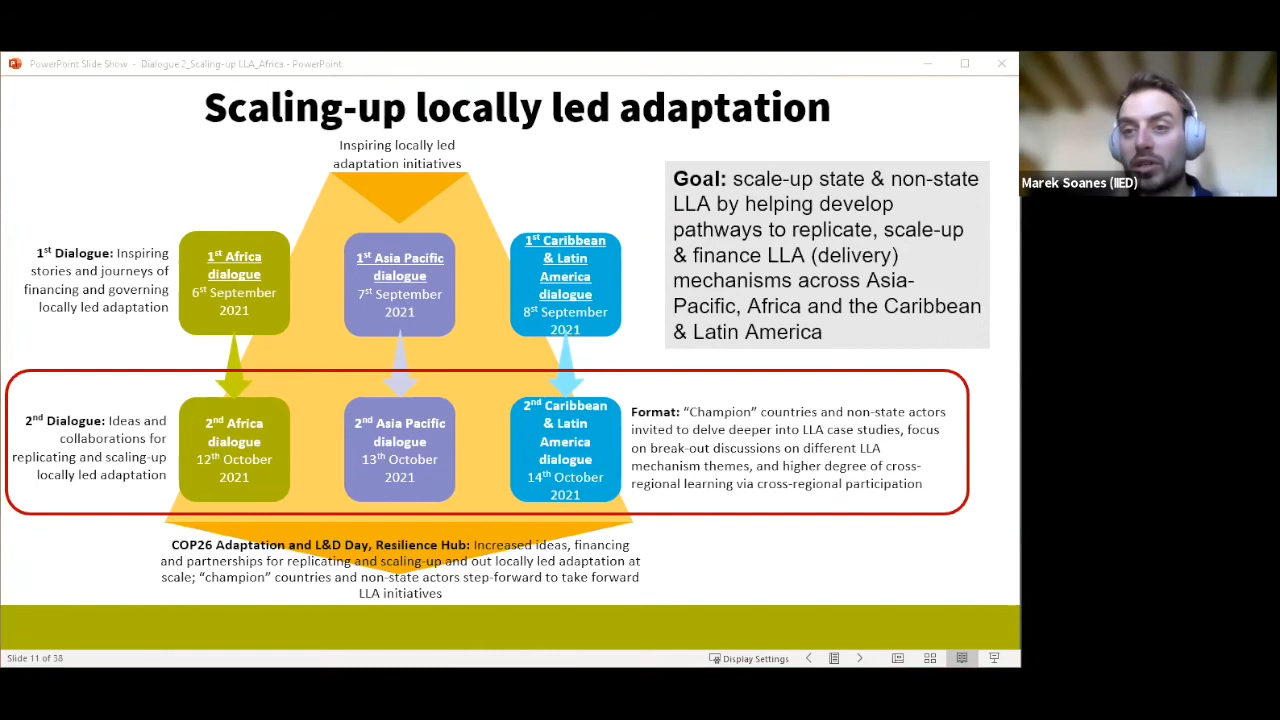 PowerPoint Slide Show - Dialogue 2_Scaling-up LLA_Africa - PowerPoint
Scaling-up locally led adaptation
Inspiring locally led
adaptation initiatives
1st Dialogue: Inspiring
stories and journeys of
financing and governing
locally led adaptation
1st Africa
dialogue
6st September
2021
1st Asia Pacific
dialogue
7st September
2021
1st Caribbean
& Latin
America
dialogue
8st September
2021
Goal: scale-up state & non-state
LLA by helping develop
pathways to replicate, scale-up
& finance LLA (delivery)
mechanisms across Asia-
Pacific, Africa and the Caribbean
& Latin America
Marek Soanes (IIED)
2nd Dialogue: Ideas and
collaborations for
replicating and scaling-up
locally led adaptation
2nd Africa
dialogue
12th October
2021
2nd Asia Pacific
dialogue
13th October
2021
2nd Caribbean
& Latin
America
dialogue
14th October
2021
Format: “Champion” countries and non-state actors
invited to delve deeper into LLA case studies, focus
on break-out discussions on different LLA
mechanism themes, and higher degree of cross-
regional learning via cross-regional participation
COP26 Adaptation and L&D Day, Resilience Hub: Increased ideas, financing
and partnerships for replicating and scaling-up and out locally led adaptation at
scale; “champion” countries and non-state actors step-forward to take forward
LLA initiatives
Slide 11 of 38
Display Settings